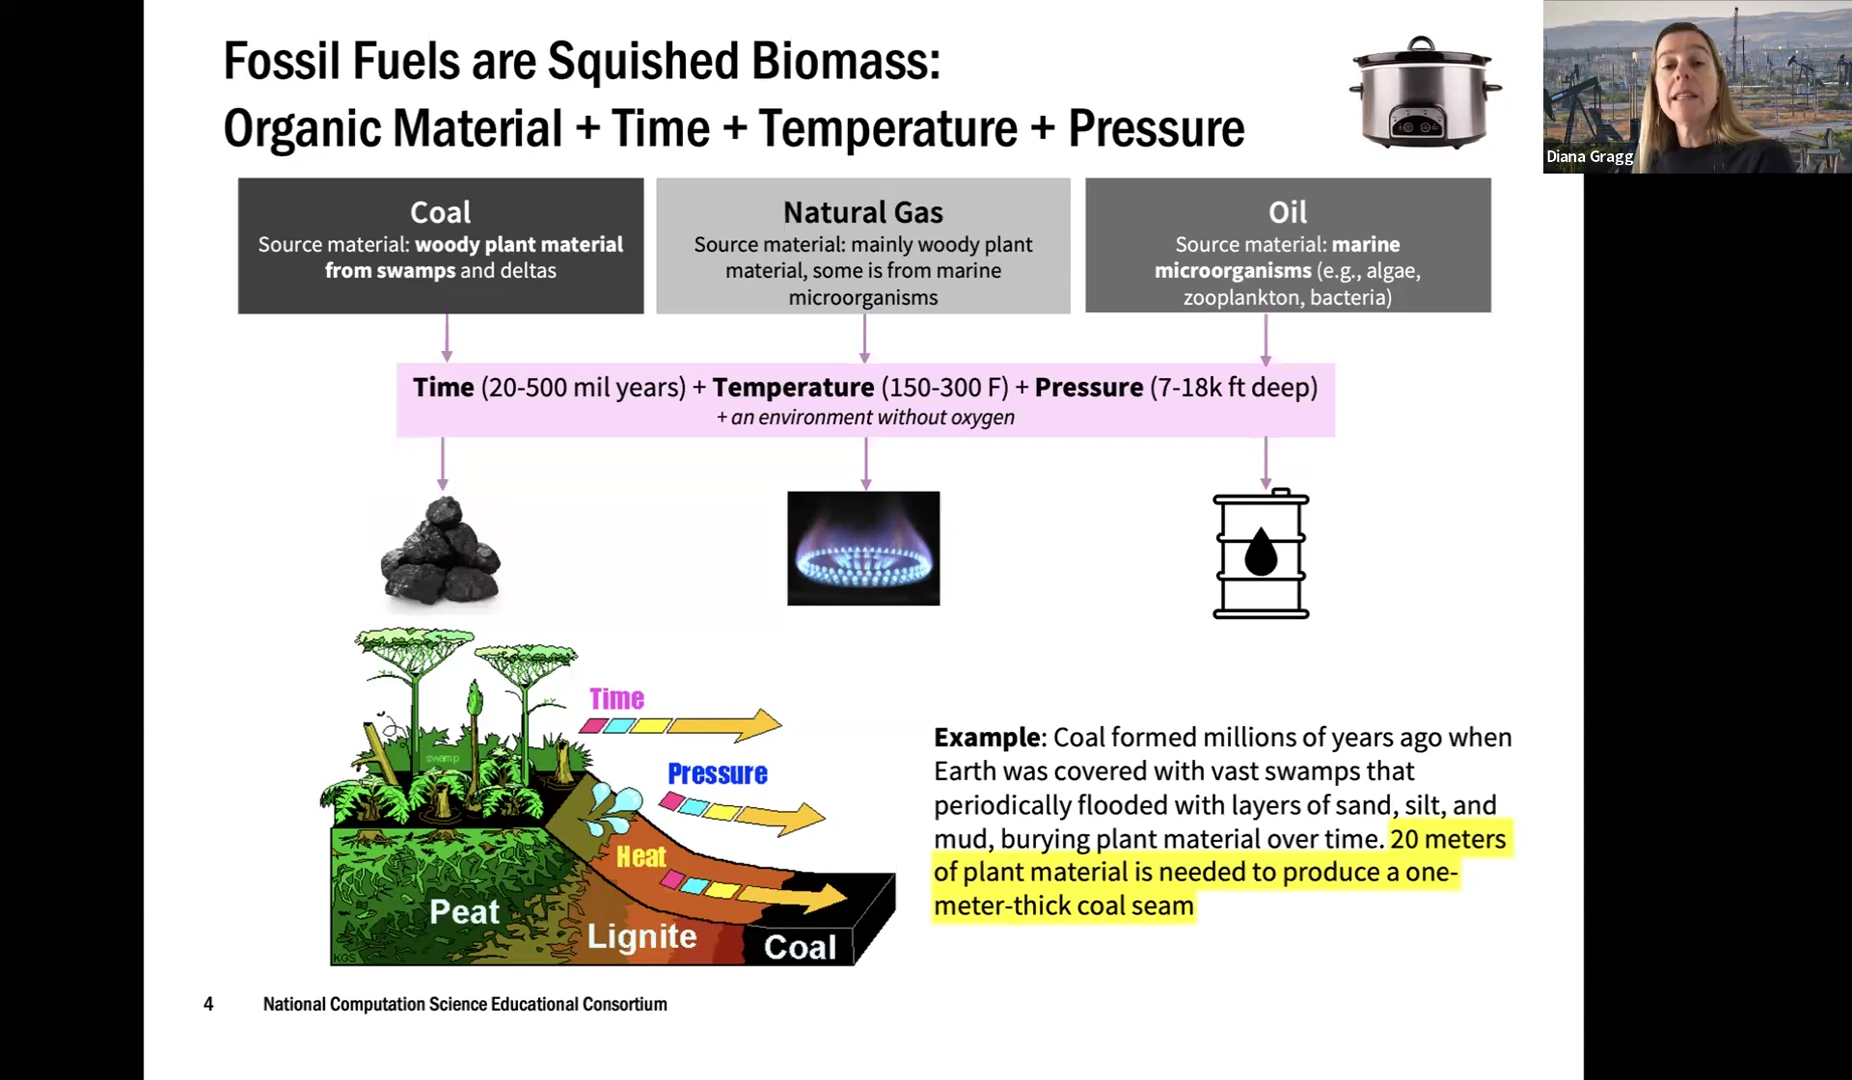 Fossil Fuels are Squished Biomass:
Organic Material + Time + Temperature + Pressure
Diana Gragg
Coal
Source material: woody plant material
from swamps and deltas
Natural Gas
Source material: mainly woody plant
material, some is from marine
microorganisms
Oil
Source material: marine
microorganisms (e.g., algae,
zooplankton, bacteria)
Time (20-500 mil years) + Temperature (150-300 F) + Pressure (7-18k ft deep)
+ an environment without oxygen
swamp
Time
Pressure
Heat
Peat
Lignite
Coal
KGS
Example: Coal formed millions of years ago when
Earth was covered with vast swamps that
periodically flooded with layers of sand, silt, and
mud, burying plant material over time. 20 meters
of plant material is needed to produce a one-
meter-thick coal seam
4 National Computation Science Educational Consortium